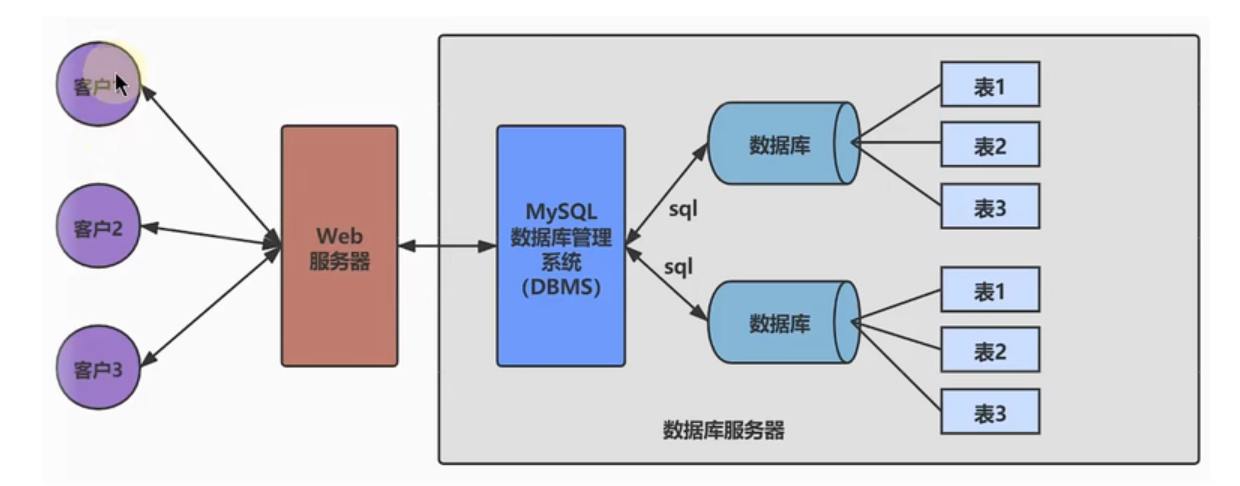 客户
客户2
客户3
Web
服务器
MySQL
数据库管理
系统
(DBMS)
sql
sql
数据库
数据库
表1
表2
表3
表1
表2
表3
数据库服务器